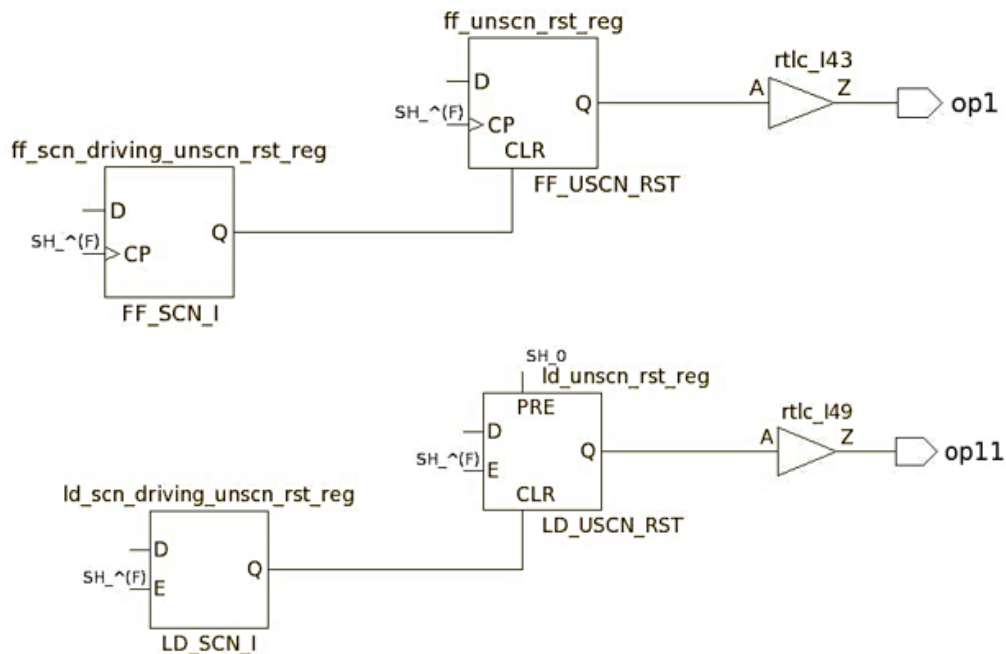 ff_unscn_rst_reg
rtlc_I43
D
A
Z
SH_^(F)
CP
Q
op1
CLR
FF_USCN_RST
ff_scn_driving_unscn_rst_reg
D
Q
SH_^(F)
CP
FF_SCN_I
SH_0
ld_unscn_rst_reg
PRE
rtlc_I49
D
A
Z
SH_^(F)
E
Q
op11
CLR
LD_USCN_RST
ld_scn_driving_unscn_rst_reg
D
Q
SH_^(F)
E
LD_SCN_I